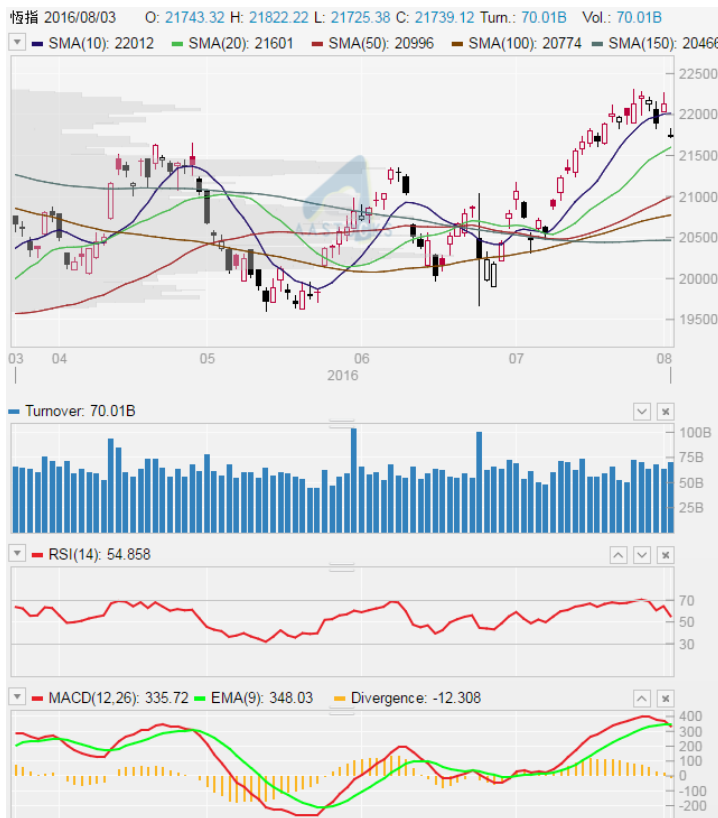 恆指 2016/08/03 O: 21743.32 H: 21822.22 L: 21725.38 C: 21739.12 Turn.: 70.01B Vol.: 70.01B
SMA(10): 22012 SMA(20): 21601 SMA(50): 20996 SMA(100): 20774 SMA(150): 20466
22500
22000
21500
21000
20500
20000
19500
03 04 05 06 07 08
2016
Turnover: 70.01B
100B
75B
50B
25B
RSI(14): 54.858
70
50
30
MACD(12,26): 335.72 EMA(9): 348.03 Divergence: -12.308
400
300
200
100
0
-100
-200